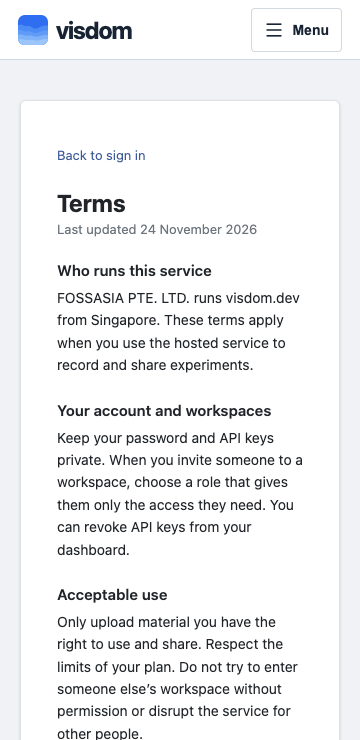 visdom
Menu
Back to sign in
Terms
Last updated 24 November 2026
Who runs this service
FOSSASIA PTE. LTD. runs visdom.dev
from Singapore. These terms apply
when you use the hosted service to
record and share experiments.
Your account and workspaces
Keep your password and API keys
private. When you invite someone to a
workspace, choose a role that gives
them only the access they need. You
can revoke API keys from your
dashboard.
Acceptable use
Only upload material you have the
right to use and share. Respect the
limits of your plan. Do not try to enter
someone else’s workspace without
permission or disrupt the service for
other people.